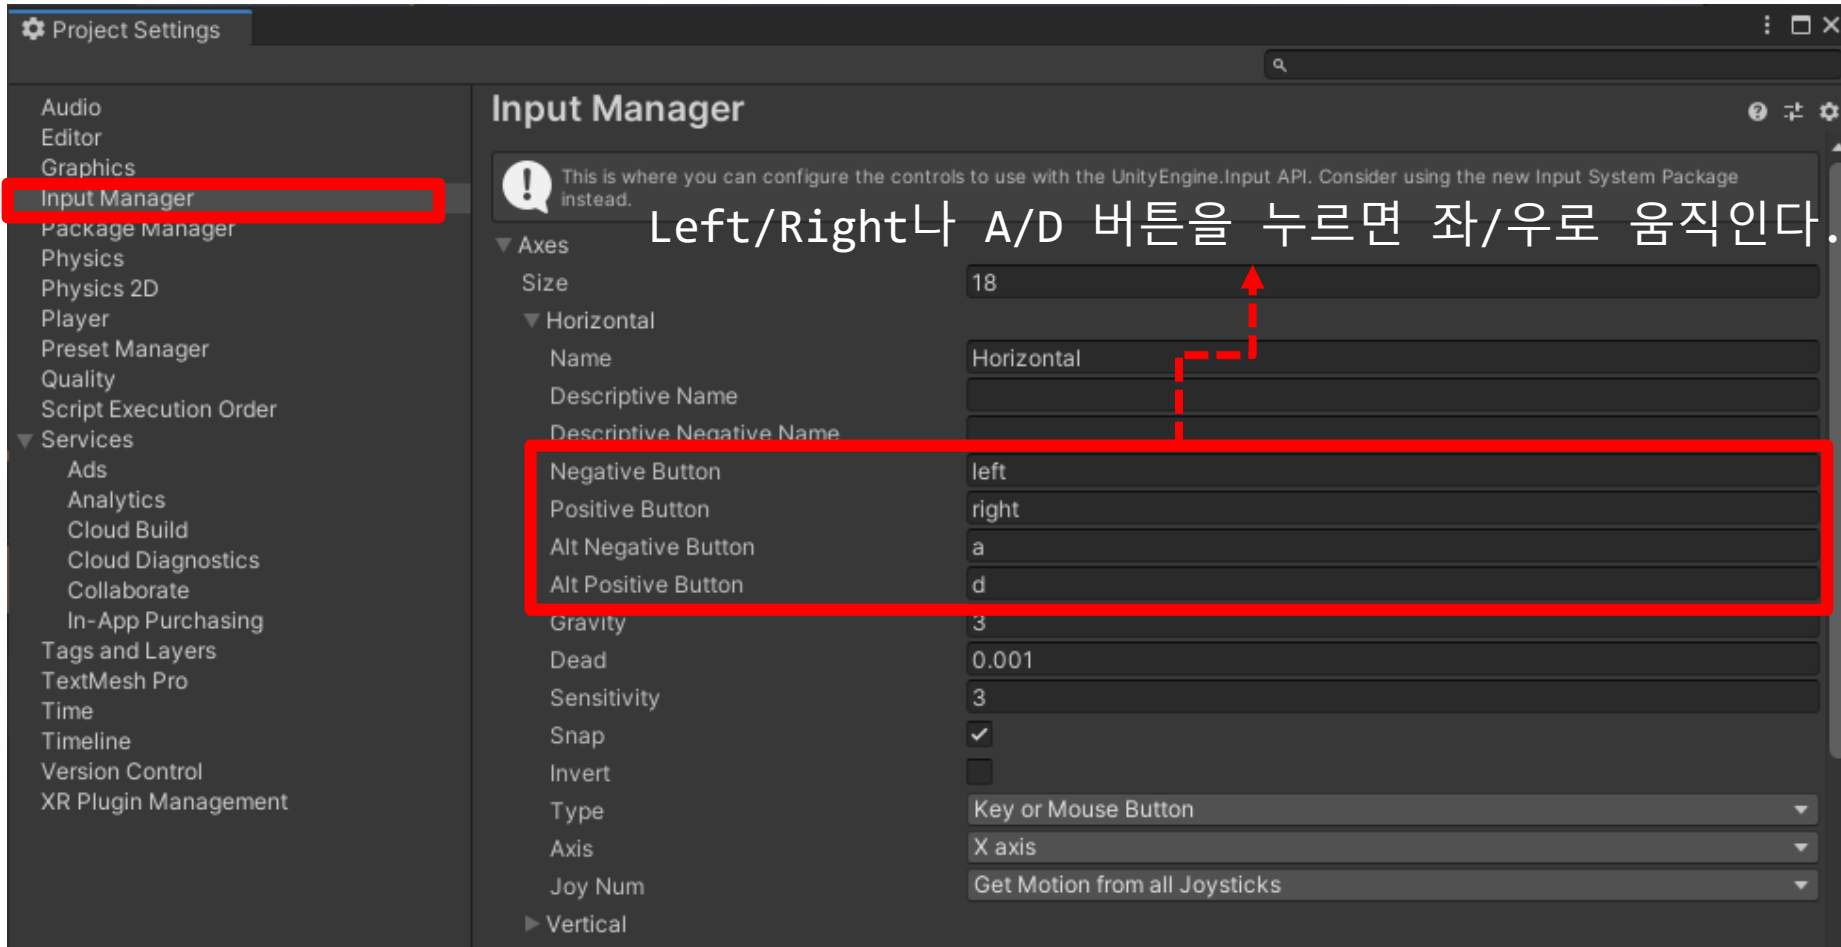 Project Settings
Audio
Editor
Graphics
Input Manager
Package Manager
Physics
Physics 2D
Player
Preset Manager
Quality
Script Execution Order
Services
Ads
Analytics
Cloud Build
Cloud Diagnostics
Collaborate
In-App Purchasing
Tags and Layers
TextMesh Pro
Time
Timeline
Version Control
XR Plugin Management
Input Manager
This is where you can configure the controls to use with the UnityEngine.Input API. Consider using the new Input System Package
instead.
Left/Right나 A/D 버튼을 누르면 좌/우로 움직인다.
Axes
Size 18
Horizontal
Name Horizontal
Descriptive Name
Descriptive Negative Name
Negative Button left
Positive Button right
Alt Negative Button a
Alt Positive Button d
Gravity 3
Dead 0.001
Sensitivity 3
Snap
Invert
Type Key or Mouse Button
Axis X axis
Joy Num Get Motion from all Joysticks
Vertical